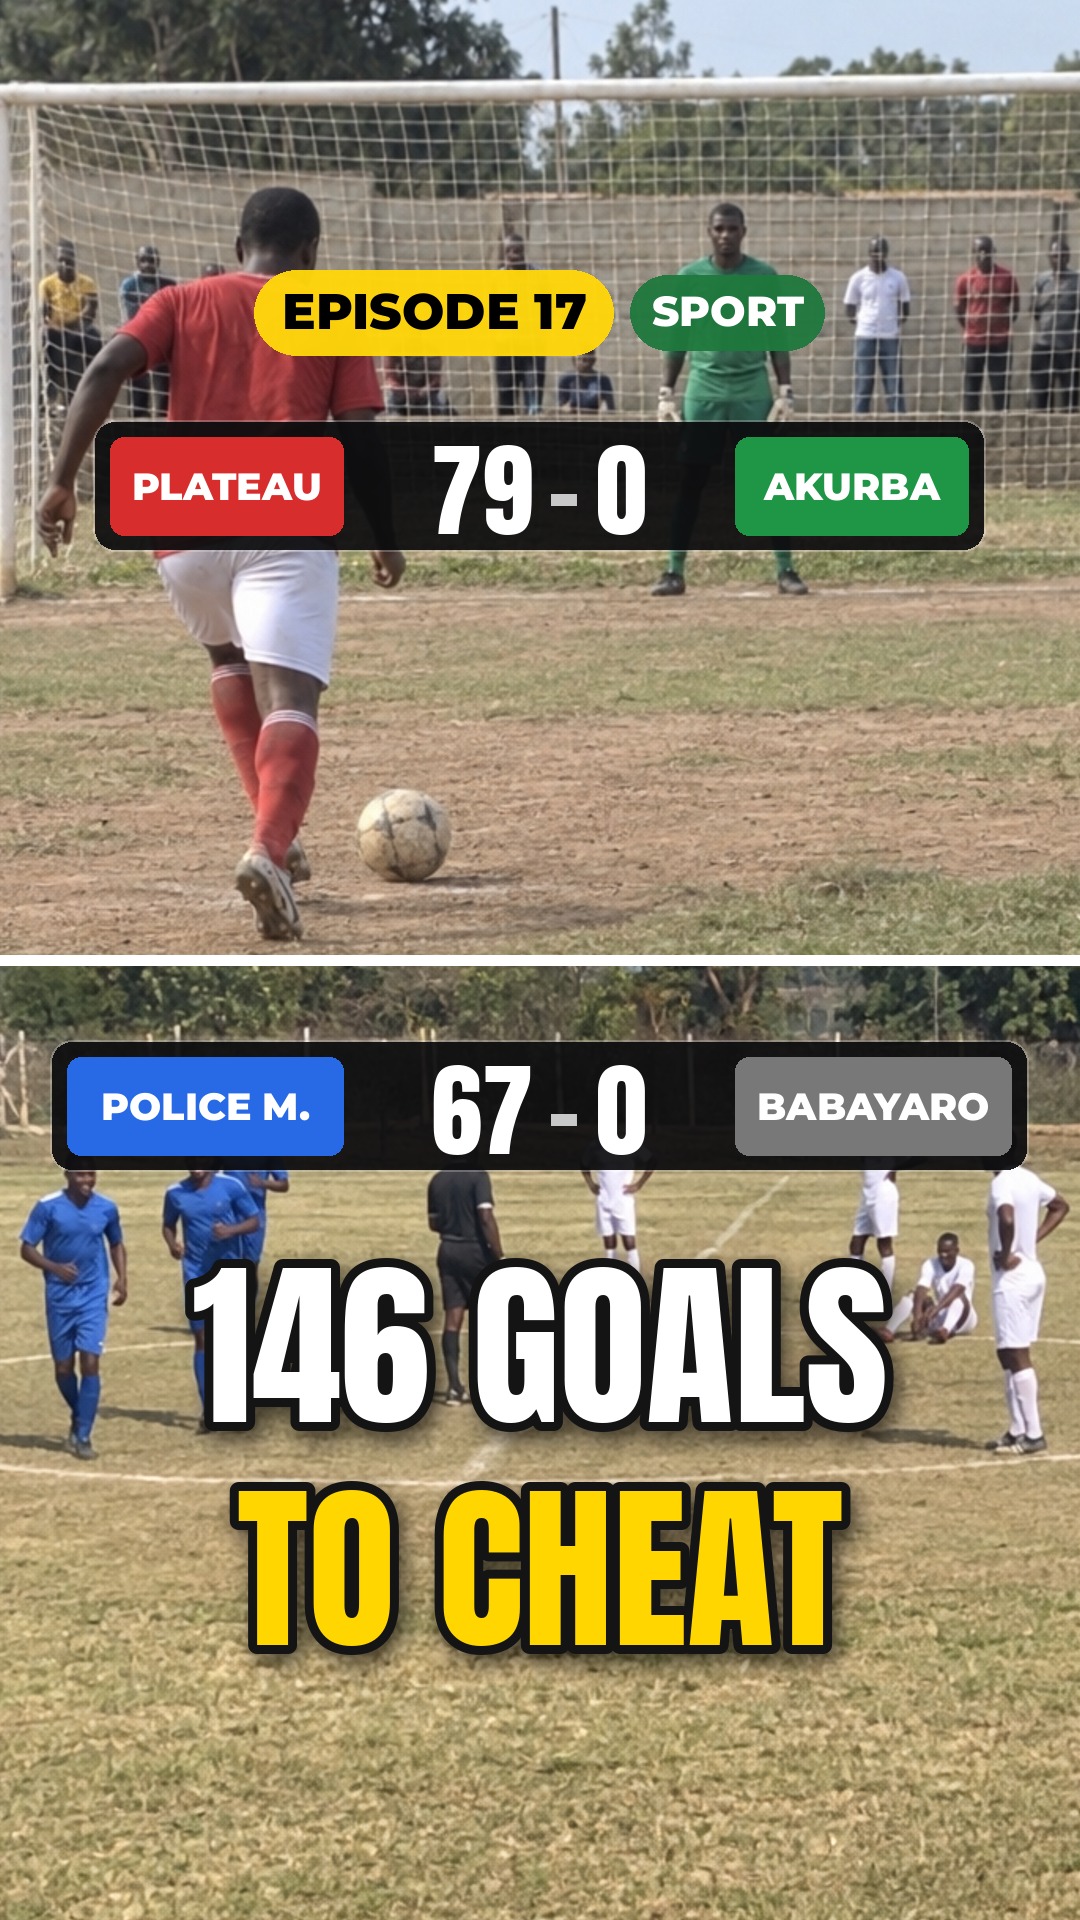 EPISODE 17 SPORT
PLATEAU 79 - 0 AKURBA
POLICE M. 67 - 0 BABAYARO
146 GOALS
TO CHEAT